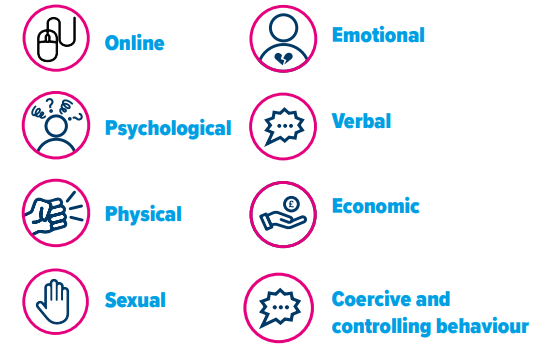 Online
Emotional
Psychological
Verbal
Physical
£
Economic
Sexual
Coercive and
controlling behaviour